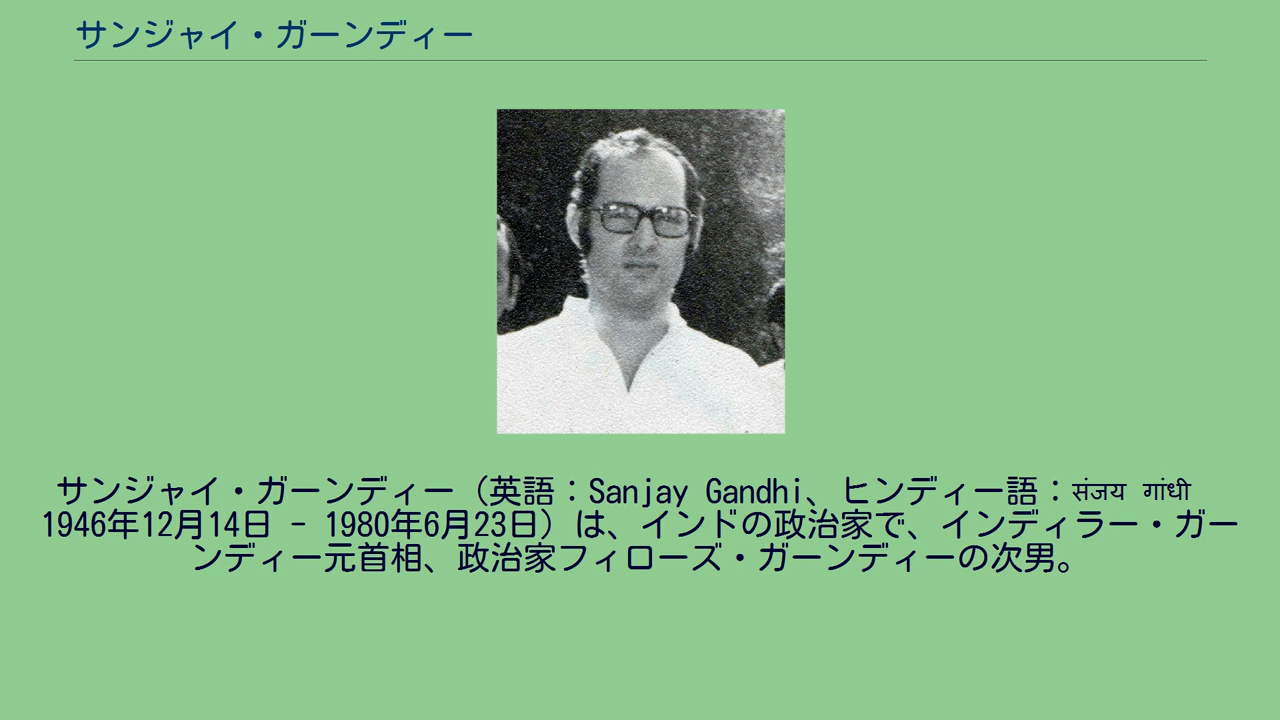 サンジャイ・ガーンディー
サンジャイ・ガーンディー（英語：Sanjay Gandhi、ヒンディー語：संजय गांधी
1946年12月14日 - 1980年6月23日）は、インドの政治家で、インディラー・ガー
ンディー元首相、政治家フィローズ・ガーンディーの次男。